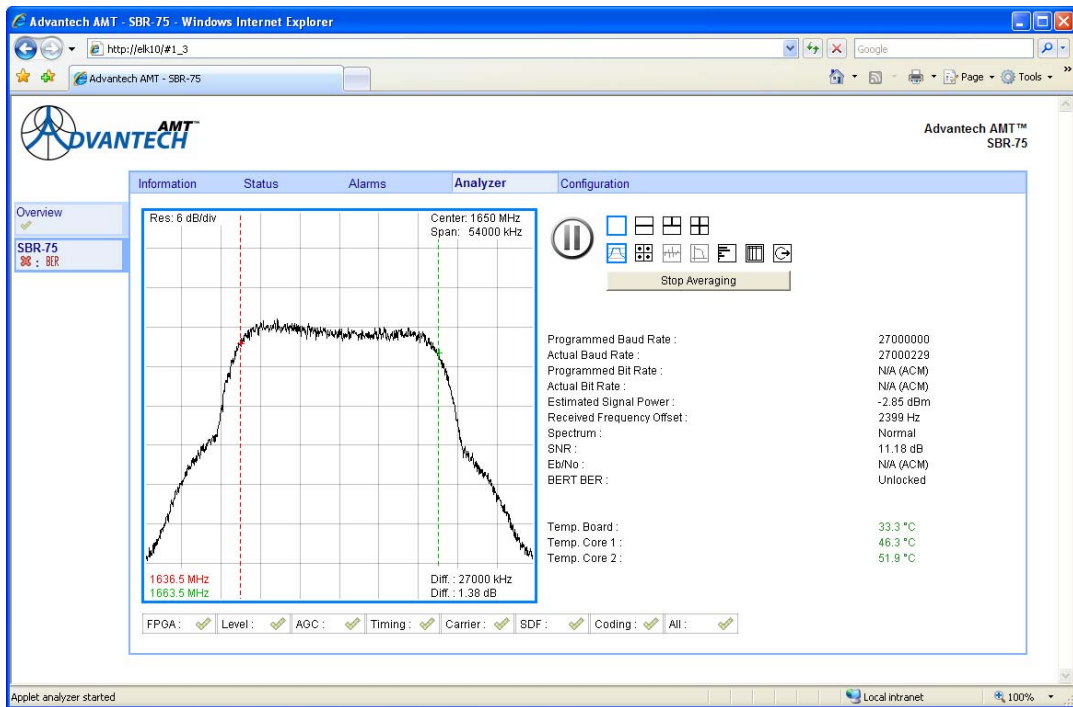 Advantech AMT - SBR-75 - Windows Internet Explorer
http://elk10/#1_3
Google
Advantech AMT - SBR-75
Page
Tools
ADVANTECH AMT™
Advantech AMT™
SBR-75
Information Status Alarms Analyzer Configuration
Overview
SBR-75
: BER
Res: 6 dB/div
Center: 1650 MHz
Span: 54000 kHz
1636.5 MHz
1663.5 MHz
Diff. : 27000 kHz
Diff. : 1.38 dB
Stop Averaging
Programmed Baud Rate : 27000000
Actual Baud Rate : 27000229
Programmed Bit Rate : N/A (ACM)
Actual Bit Rate : N/A (ACM)
Estimated Signal Power : -2.85 dBm
Received Frequency Offset : 2399 Hz
Spectrum : Normal
SNR : 11.18 dB
Eb/No : N/A (ACM)
BERT BER : Unlocked
Temp. Board : 33.3 °C
Temp. Core 1 : 46.3 °C
Temp. Core 2 : 51.9 °C
FPGA : Level : AGC : Timing : Carrier : SDF : Coding : All :
Applet analyzer started
Local intranet
100%